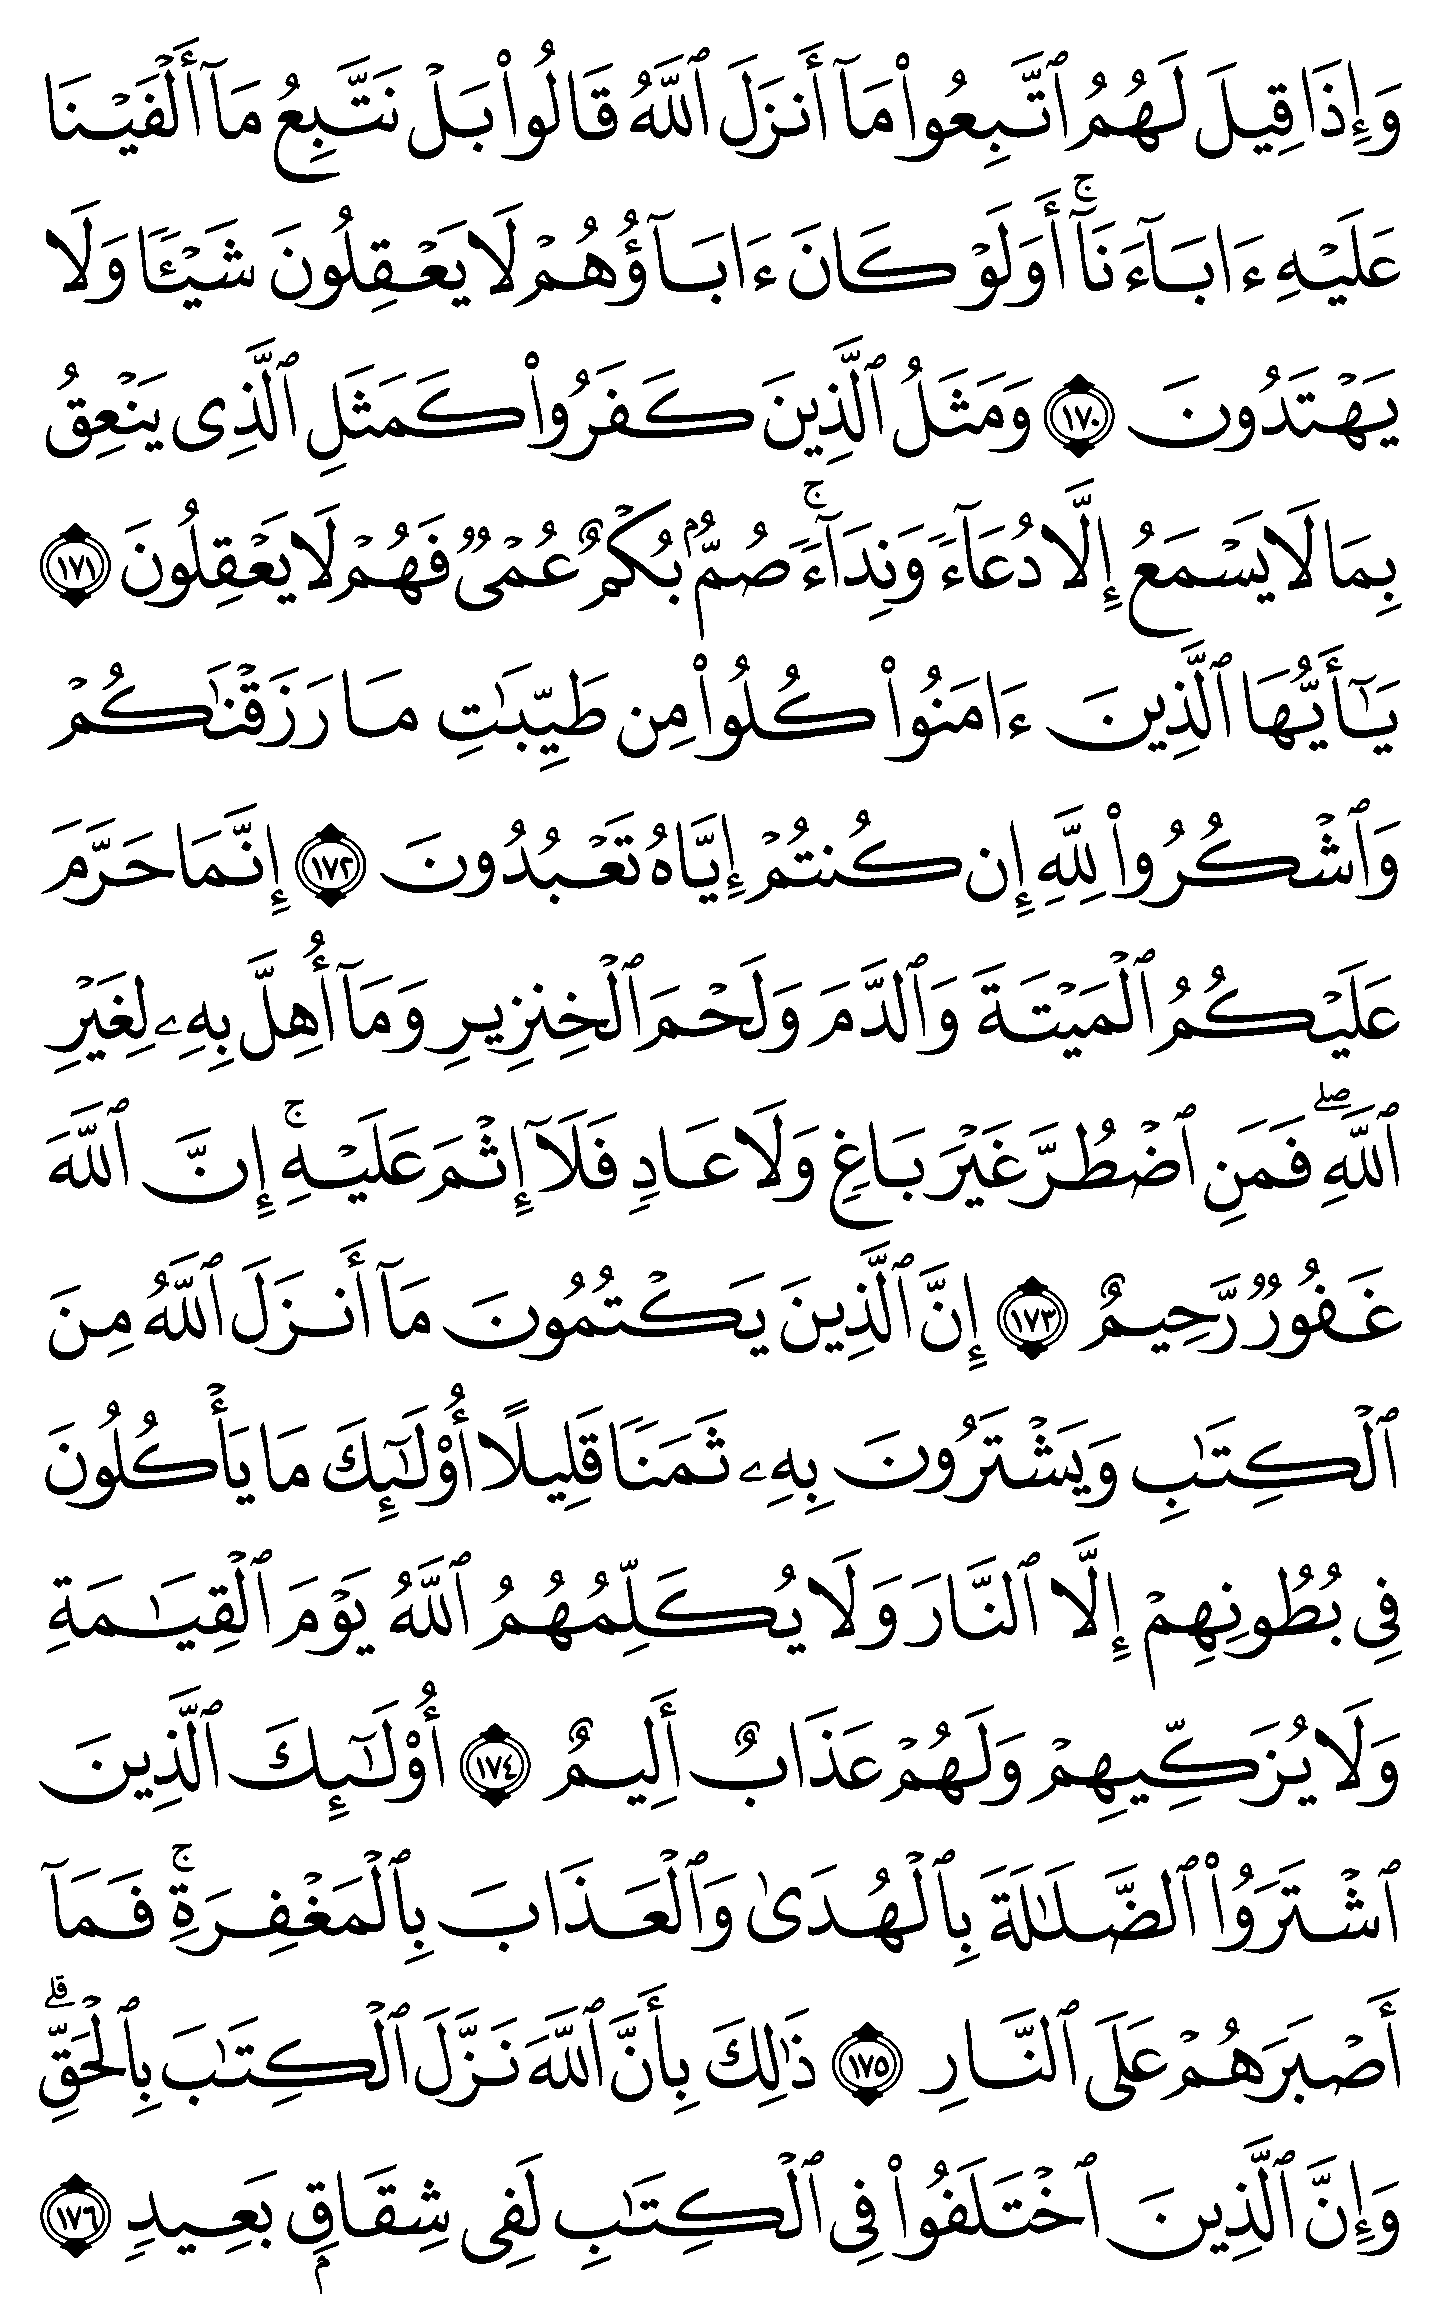 وَإِذَا قِيلَ لَهُمُ ٱتَّبِعُوا۟ مَآ أَنزَلَ ٱللَّهُ قَالُوا۟ بَلۡ نَتَّبِعُ مَآ أَلۡفَيۡنَا
عَلَيۡهِ ءَابَآءَنَآۚ أَوَلَوۡ كَانَ ءَابَآؤُهُمۡ لَا يَعۡقِلُونَ شَيۡـًٔا وَلَا
يَهۡتَدُونَ ١٧٠ وَمَثَلُ ٱلَّذِينَ كَفَرُوا۟ كَمَثَلِ ٱلَّذِى يَنۡعِقُ
بِمَا لَا يَسۡمَعُ إِلَّا دُعَآءً وَنِدَآءًۚ صُمُّۢ بُكۡمٌ عُمۡىٌ فَهُمۡ لَا يَعۡقِلُونَ ١٧١
يَـٰٓأَيُّهَا ٱلَّذِينَ ءَامَنُوا۟ كُلُوا۟ مِن طَيِّبَـٰتِ مَا رَزَقۡنَـٰكُمۡ
وَٱشۡكُرُوا۟ لِلَّهِ إِن كُنتُمۡ إِيَّاهُ تَعۡبُدُونَ ١٧٢ إِنَّمَا حَرَّمَ
عَلَيۡكُمُ ٱلۡمَيۡتَةَ وَٱلدَّمَ وَلَحۡمَ ٱلۡخِنزِيرِ وَمَآ أُهِلَّ بِهِۦ لِغَيۡرِ
ٱللَّهِۖ فَمَنِ ٱضۡطُرَّ غَيۡرَ بَاغٍ وَلَا عَادٍ فَلَآ إِثۡمَ عَلَيۡهِۚ إِنَّ ٱللَّهَ
غَفُورٌ رَّحِيمٌ ١٧٣ إِنَّ ٱلَّذِينَ يَكۡتُمُونَ مَآ أَنزَلَ ٱللَّهُ مِنَ
ٱلۡكِتَـٰبِ وَيَشۡتَرُونَ بِهِۦ ثَمَنًا قَلِيلًا أُو۟لَـٰٓئِكَ مَا يَأۡكُلُونَ
فِى بُطُونِهِمۡ إِلَّا ٱلنَّارَ وَلَا يُكَلِّمُهُمُ ٱللَّهُ يَوۡمَ ٱلۡقِيَـٰمَةِ
وَلَا يُزَكِّيهِمۡ وَلَهُمۡ عَذَابٌ أَلِيمٌ ١٧٤ أُو۟لَـٰٓئِكَ ٱلَّذِينَ
ٱشۡتَرَوُا۟ ٱلضَّلَـٰلَةَ بِٱلۡهُدَىٰ وَٱلۡعَذَابَ بِٱلۡمَغۡفِرَةِۚ فَمَآ
أَصۡبَرَهُمۡ عَلَى ٱلنَّارِ ١٧٥ ذَٰلِكَ بِأَنَّ ٱللَّهَ نَزَّلَ ٱلۡكِتَـٰبَ بِٱلۡحَقِّۗ
وَإِنَّ ٱلَّذِينَ ٱخۡتَلَفُوا۟ فِى ٱلۡكِتَـٰبِ لَفِى شِقَاقِۭ بَعِيدٍ ١٧٦